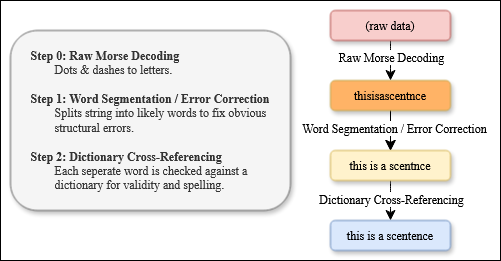 Step 0: Raw Morse Decoding
Dots & dashes to letters.
Step 1: Word Segmentation / Error Correction
Splits string into likely words to fix obvious
structural errors.
Step 2: Dictionary Cross-Referencing
Each seperate word is checked against a
dictionary for validity and spelling.
(raw data)
Raw Morse Decoding
thisisascentnce
Word Segmentation / Error Correction
this is a scentnce
Dictionary Cross-Referencing
this is a scentence